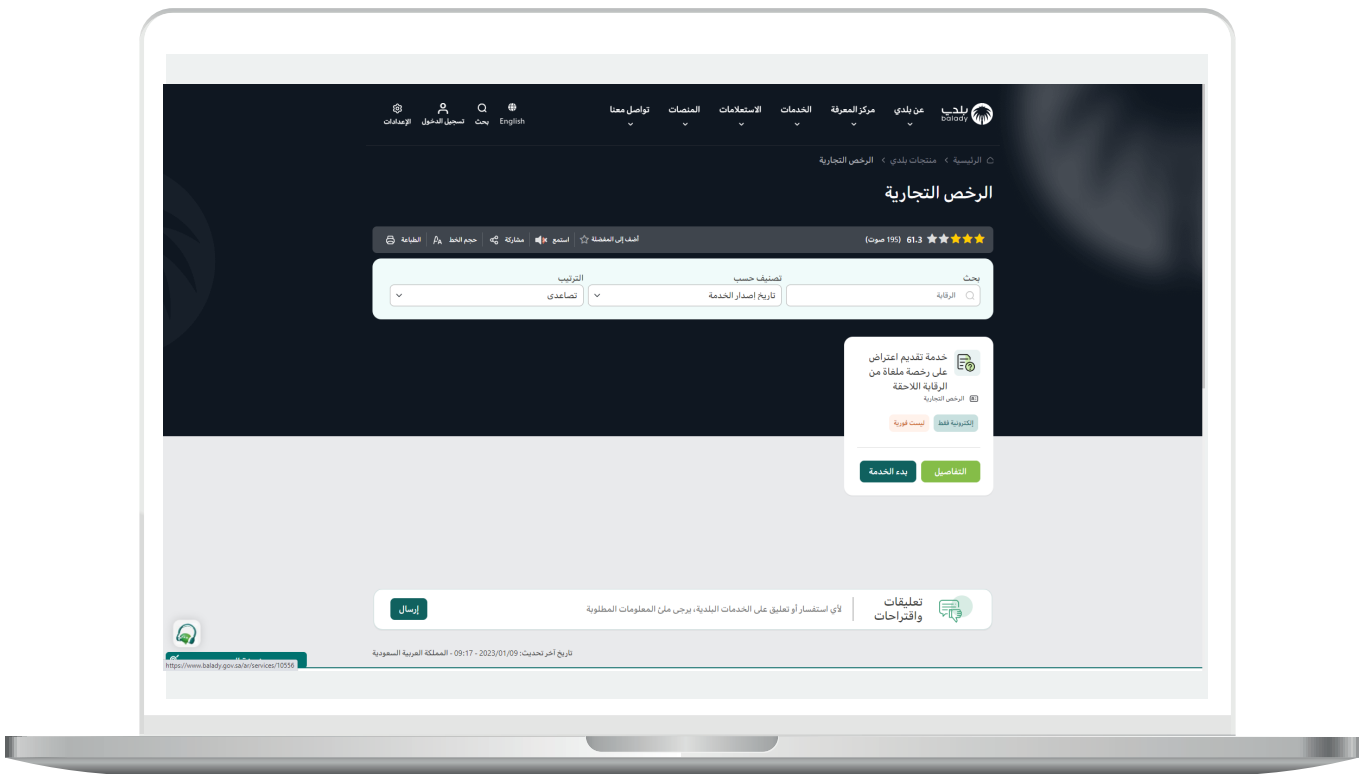 بلدي
balady
عن بلدي
مركز المعرفة
الخدمات
الاستعلامات
المنصات
تواصل معنا
English
بحث
تسجيل الدخول
الإعدادات
الرئيسية > منتجات بلدي > الرخص التجارية
الرخص التجارية
61.3 (195 صوت)
أضف إلى المفضلة
استمع
مشاركة
حجم الخط
الطباعة
بحث
تصنيف حسب
الترتيب
الرقابة
تاريخ إصدار الخدمة
تصاعدي
خدمة تقديم اعتراض
على رخصة ملغاة من
الرقابة اللاحقة
الرخص التجارية
إلكترونية فقط
ليست فورية
التفاصيل
بدء الخدمة
تعليقات
واقتراحات
لأي استفسار أو تعليق على الخدمات البلدية، يرجى ملئ المعلومات المطلوبة
إرسال
تاريخ أخر تحديث: 2023/01/09 - 09:17 - المملكة العربية السعودية
https://www.balady.gov.sa/ar/services/10556